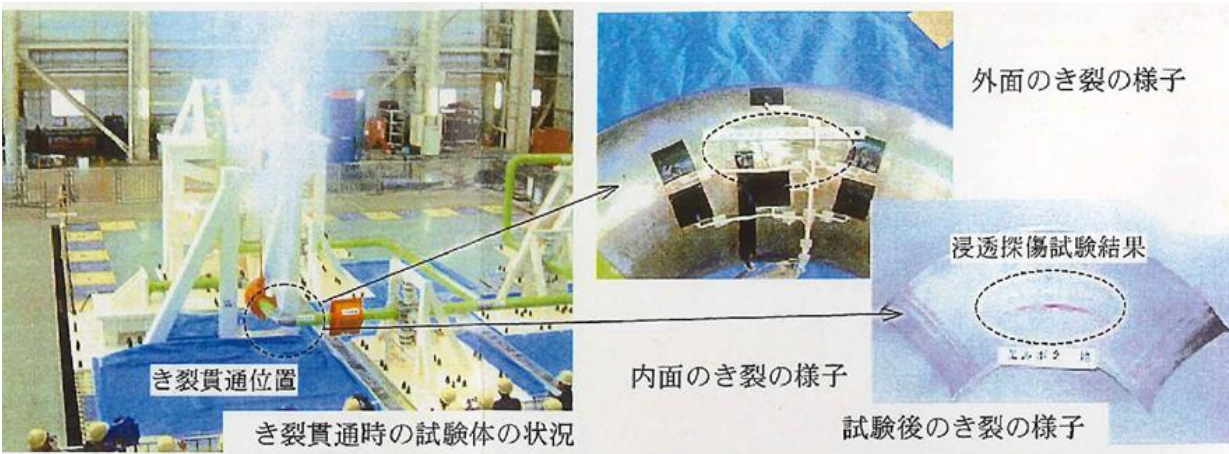 外面のき裂の様子
浸透探傷試験結果
内面のき裂の様子
き裂貫通位置
き裂貫通時の試験体の状況
試験後のき裂の様子